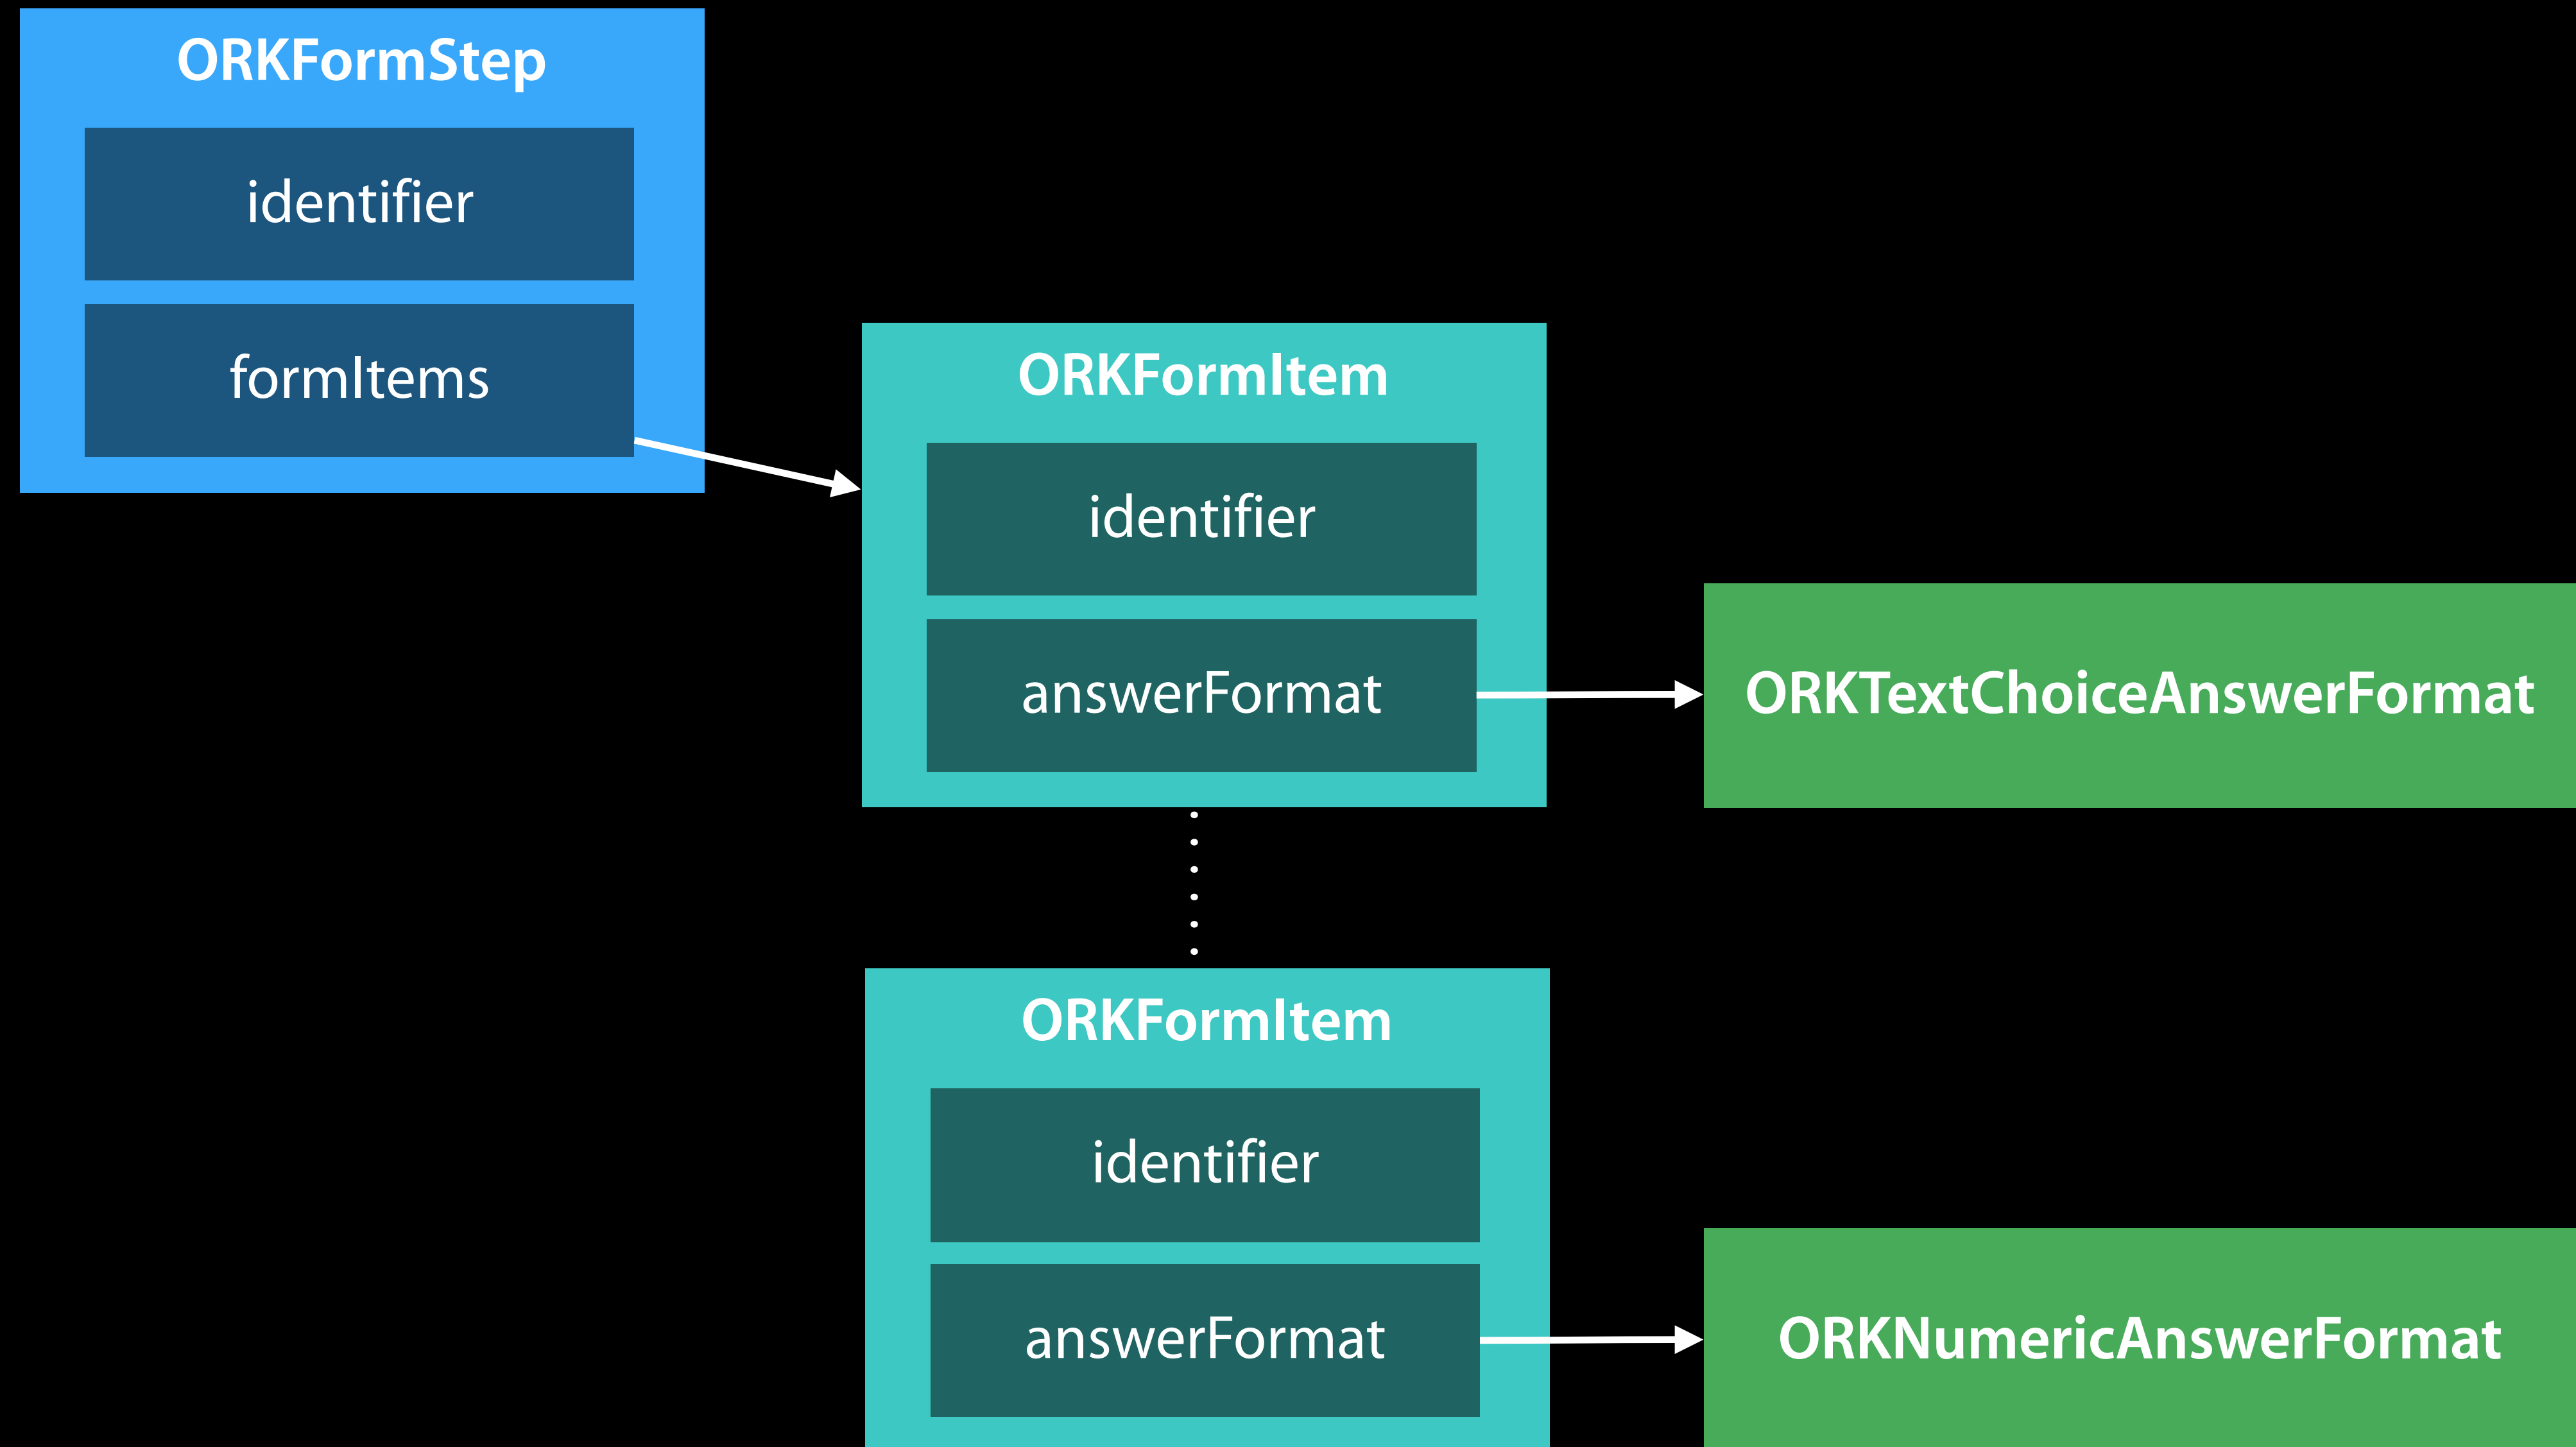 ORKFormStep
identifier
formItems
ORKFormItem
identifier
answerFormat
ORKTextChoiceAnswerFormat
ORKFormItem
identifier
answerFormat
ORKNumericAnswerFormat